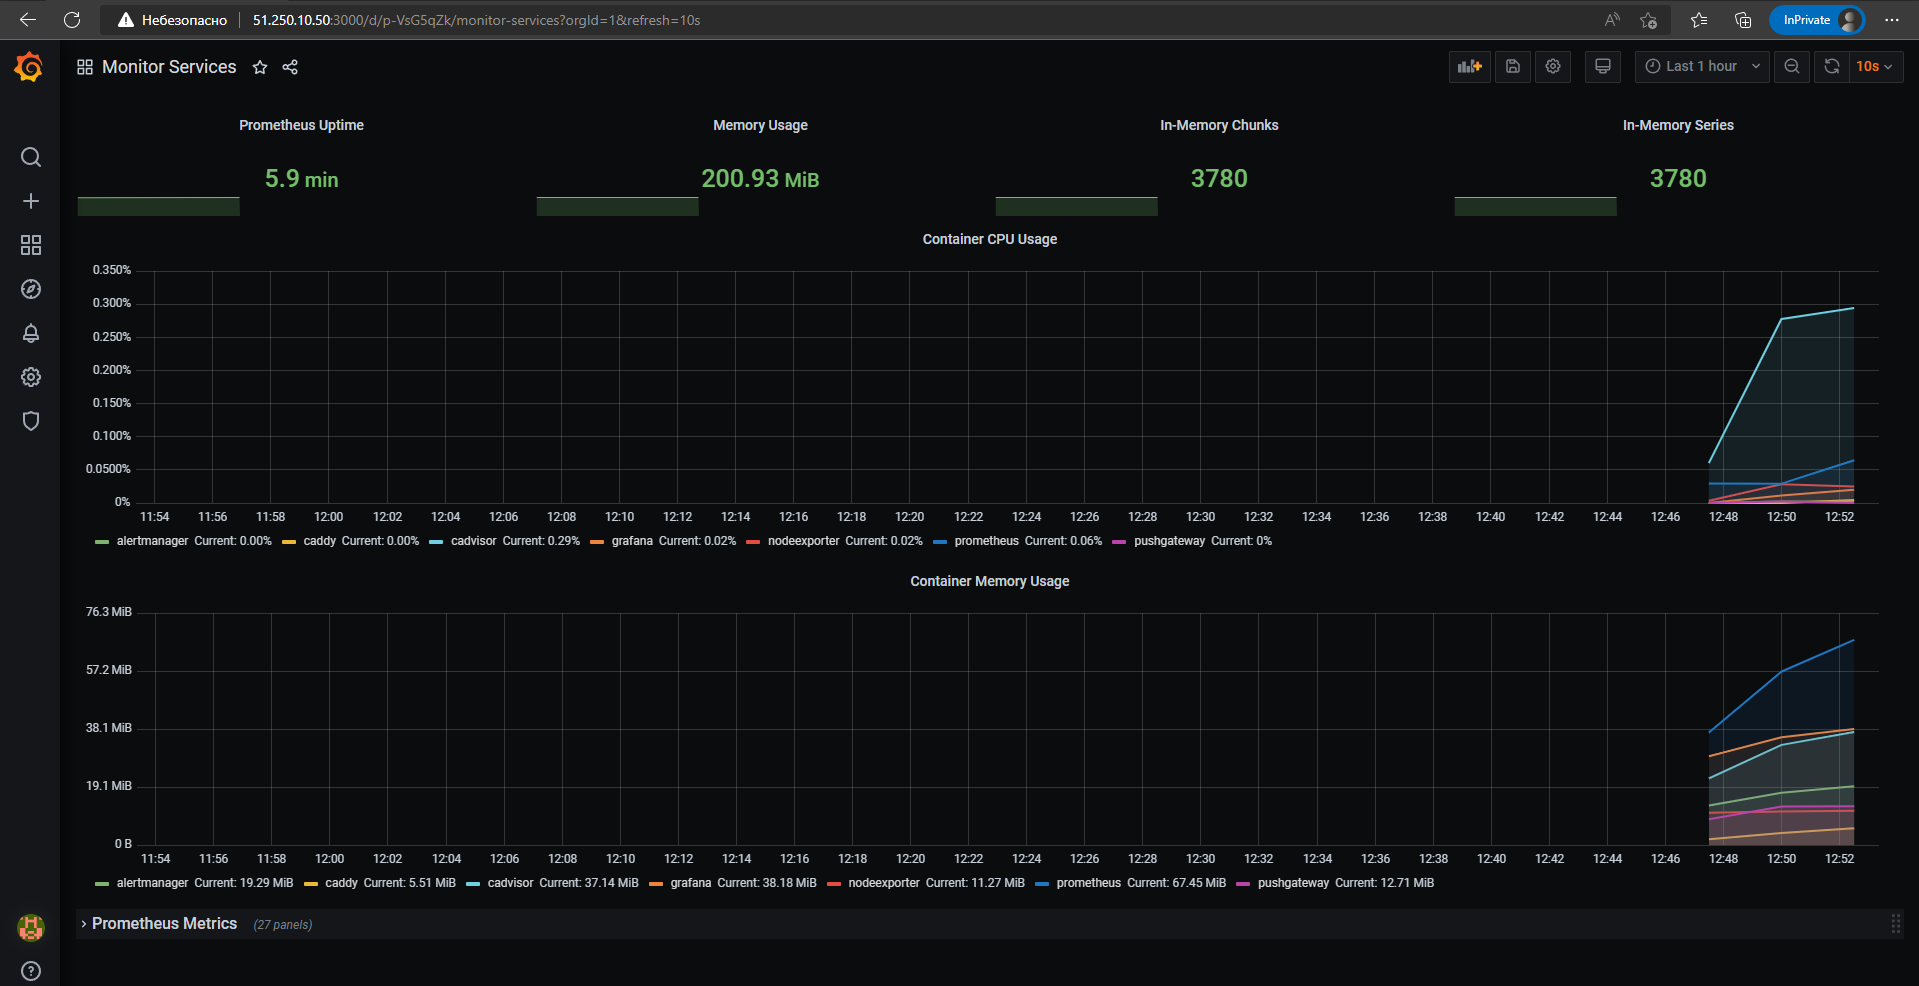 Небезопасно 51.250.10.50:3000/d/p-VsG5qZk/monitor-services?orgId=1&refresh=10s InPrivate
Monitor Services Last 1 hour 10s
Prometheus Uptime Memory Usage In-Memory Chunks In-Memory Series
5.9 min 200.93 MiB 3780 3780
Container CPU Usage
0.350%
0.300%
0.250%
0.200%
0.150%
0.100%
0.0500%
0%
11:54 11:56 11:58 12:00 12:02 12:04 12:06 12:08 12:10 12:12 12:14 12:16 12:18 12:20 12:22 12:24 12:26 12:28 12:30 12:32 12:34 12:36 12:38 12:40 12:42 12:44 12:46 12:48 12:50 12:52
alertmanager Current: 0.00% caddy Current: 0.00% cadvisor Current: 0.29% grafana Current: 0.02% nodeexporter Current: 0.02% prometheus Current: 0.06% pushgateway Current: 0%
Container Memory Usage
76.3 MiB
57.2 MiB
38.1 MiB
19.1 MiB
0 B
11:54 11:56 11:58 12:00 12:02 12:04 12:06 12:08 12:10 12:12 12:14 12:16 12:18 12:20 12:22 12:24 12:26 12:28 12:30 12:32 12:34 12:36 12:38 12:40 12:42 12:44 12:46 12:48 12:50 12:52
alertmanager Current: 19.29 MiB caddy Current: 5.51 MiB cadvisor Current: 37.14 MiB grafana Current: 38.18 MiB nodeexporter Current: 11.27 MiB prometheus Current: 67.45 MiB pushgateway Current: 12.71 MiB
Prometheus Metrics (27 panels)